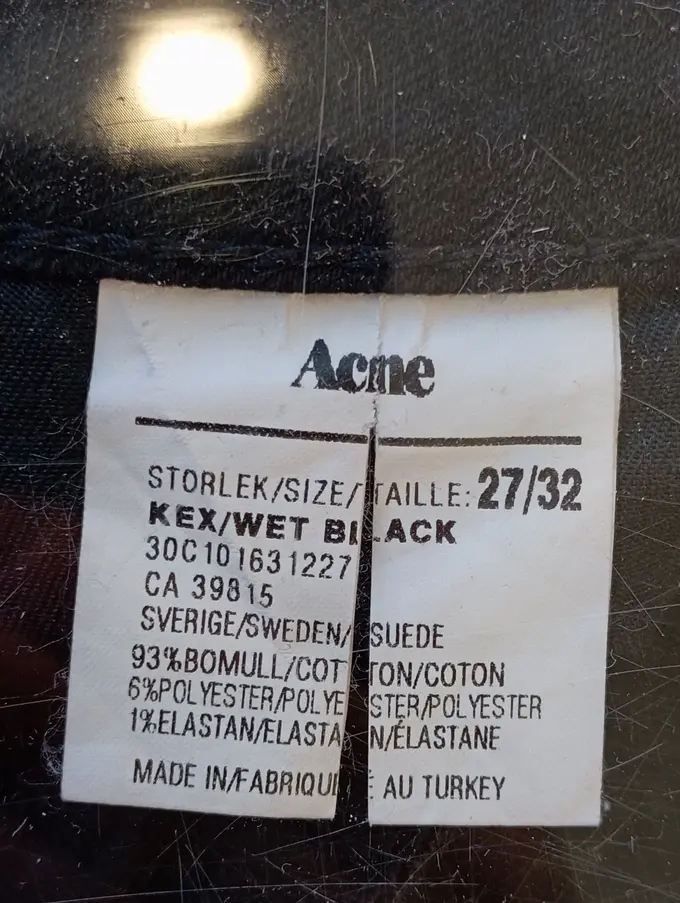 Acne
STORLEK/SIZE/TAILLE: 27/32
KEX/WET BLACK
30C101631227
CA 39815
SVERIGE/SWEDEN/SUEDE
93%BOMULL/COTTON/COTON
6%POLYESTER/POLYESTER/POLYESTER
1%ELASTAN/ELASTAN/ÉLASTANE
MADE IN/FABRIQUÉ AU TURKEY